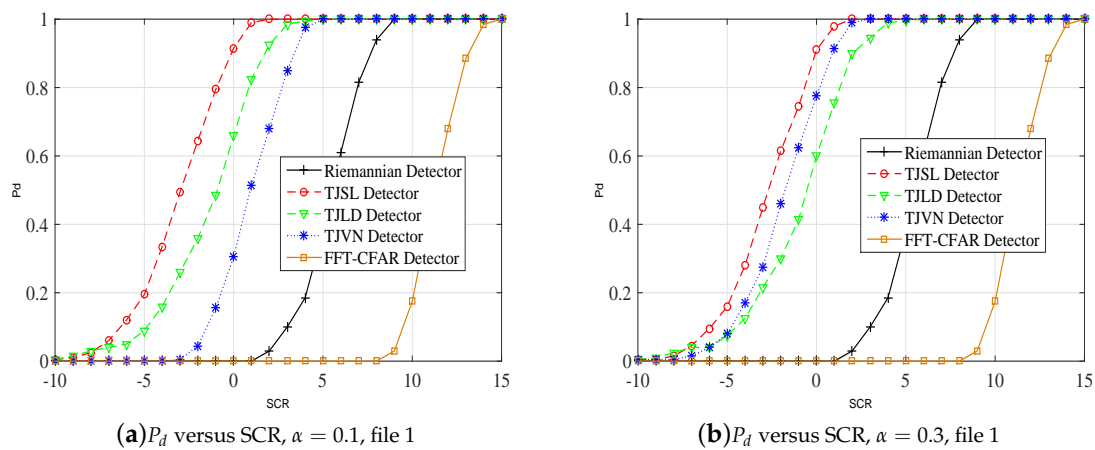 1
0.8
0.6
0.4
0.2
0
Pd
-10 -5 0 5 10 15
SCR
Riemannian Detector
TJSL Detector
TJLD Detector
TJVN Detector
FFT-CFAR Detector
(a)P_d versus SCR, α = 0.1, file 1
1
0.8
0.6
0.4
0.2
0
Pd
-10 -5 0 5 10 15
SCR
Riemannian Detector
TJSL Detector
TJLD Detector
TJVN Detector
FFT-CFAR Detector
(b)P_d versus SCR, α = 0.3, file 1